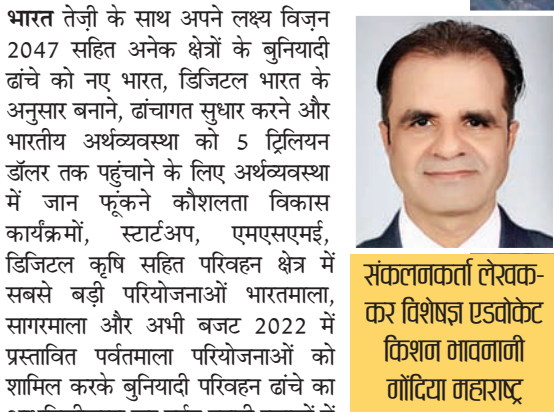 भारत तेज़ी के साथ अपने लक्ष्य विज़न
2047 सहित अनेक क्षेत्रों के बुनियादी
ढांचे को नए भारत, डिजिटल भारत के
अनुसार बनाने, ढांचागत सुधार करने और
भारतीय अर्थव्यवस्था को 5 ट्रिलियन
डॉलर तक पहुंचाने के लिए अर्थव्यवस्था
में जान फूंकने कौशलता विकास
कार्यक्रमों, स्टार्टअप, एमएसएमई,
डिजिटल कृषि सहित परिवहन क्षेत्र में
सबसे बड़ी परियोजनाओं भारतमाला,
सागरमाला और अभी बजट 2022 में
प्रस्तावित पर्वतमाला परियोजनाओं को
शामिल करके बुनियादी परिवहन ढांचे का
संकलनकर्ता लेखक-
कर विशेषज्ञ एडवोकेट
किशन भावनानी
गोंदिया महाराष्ट्र